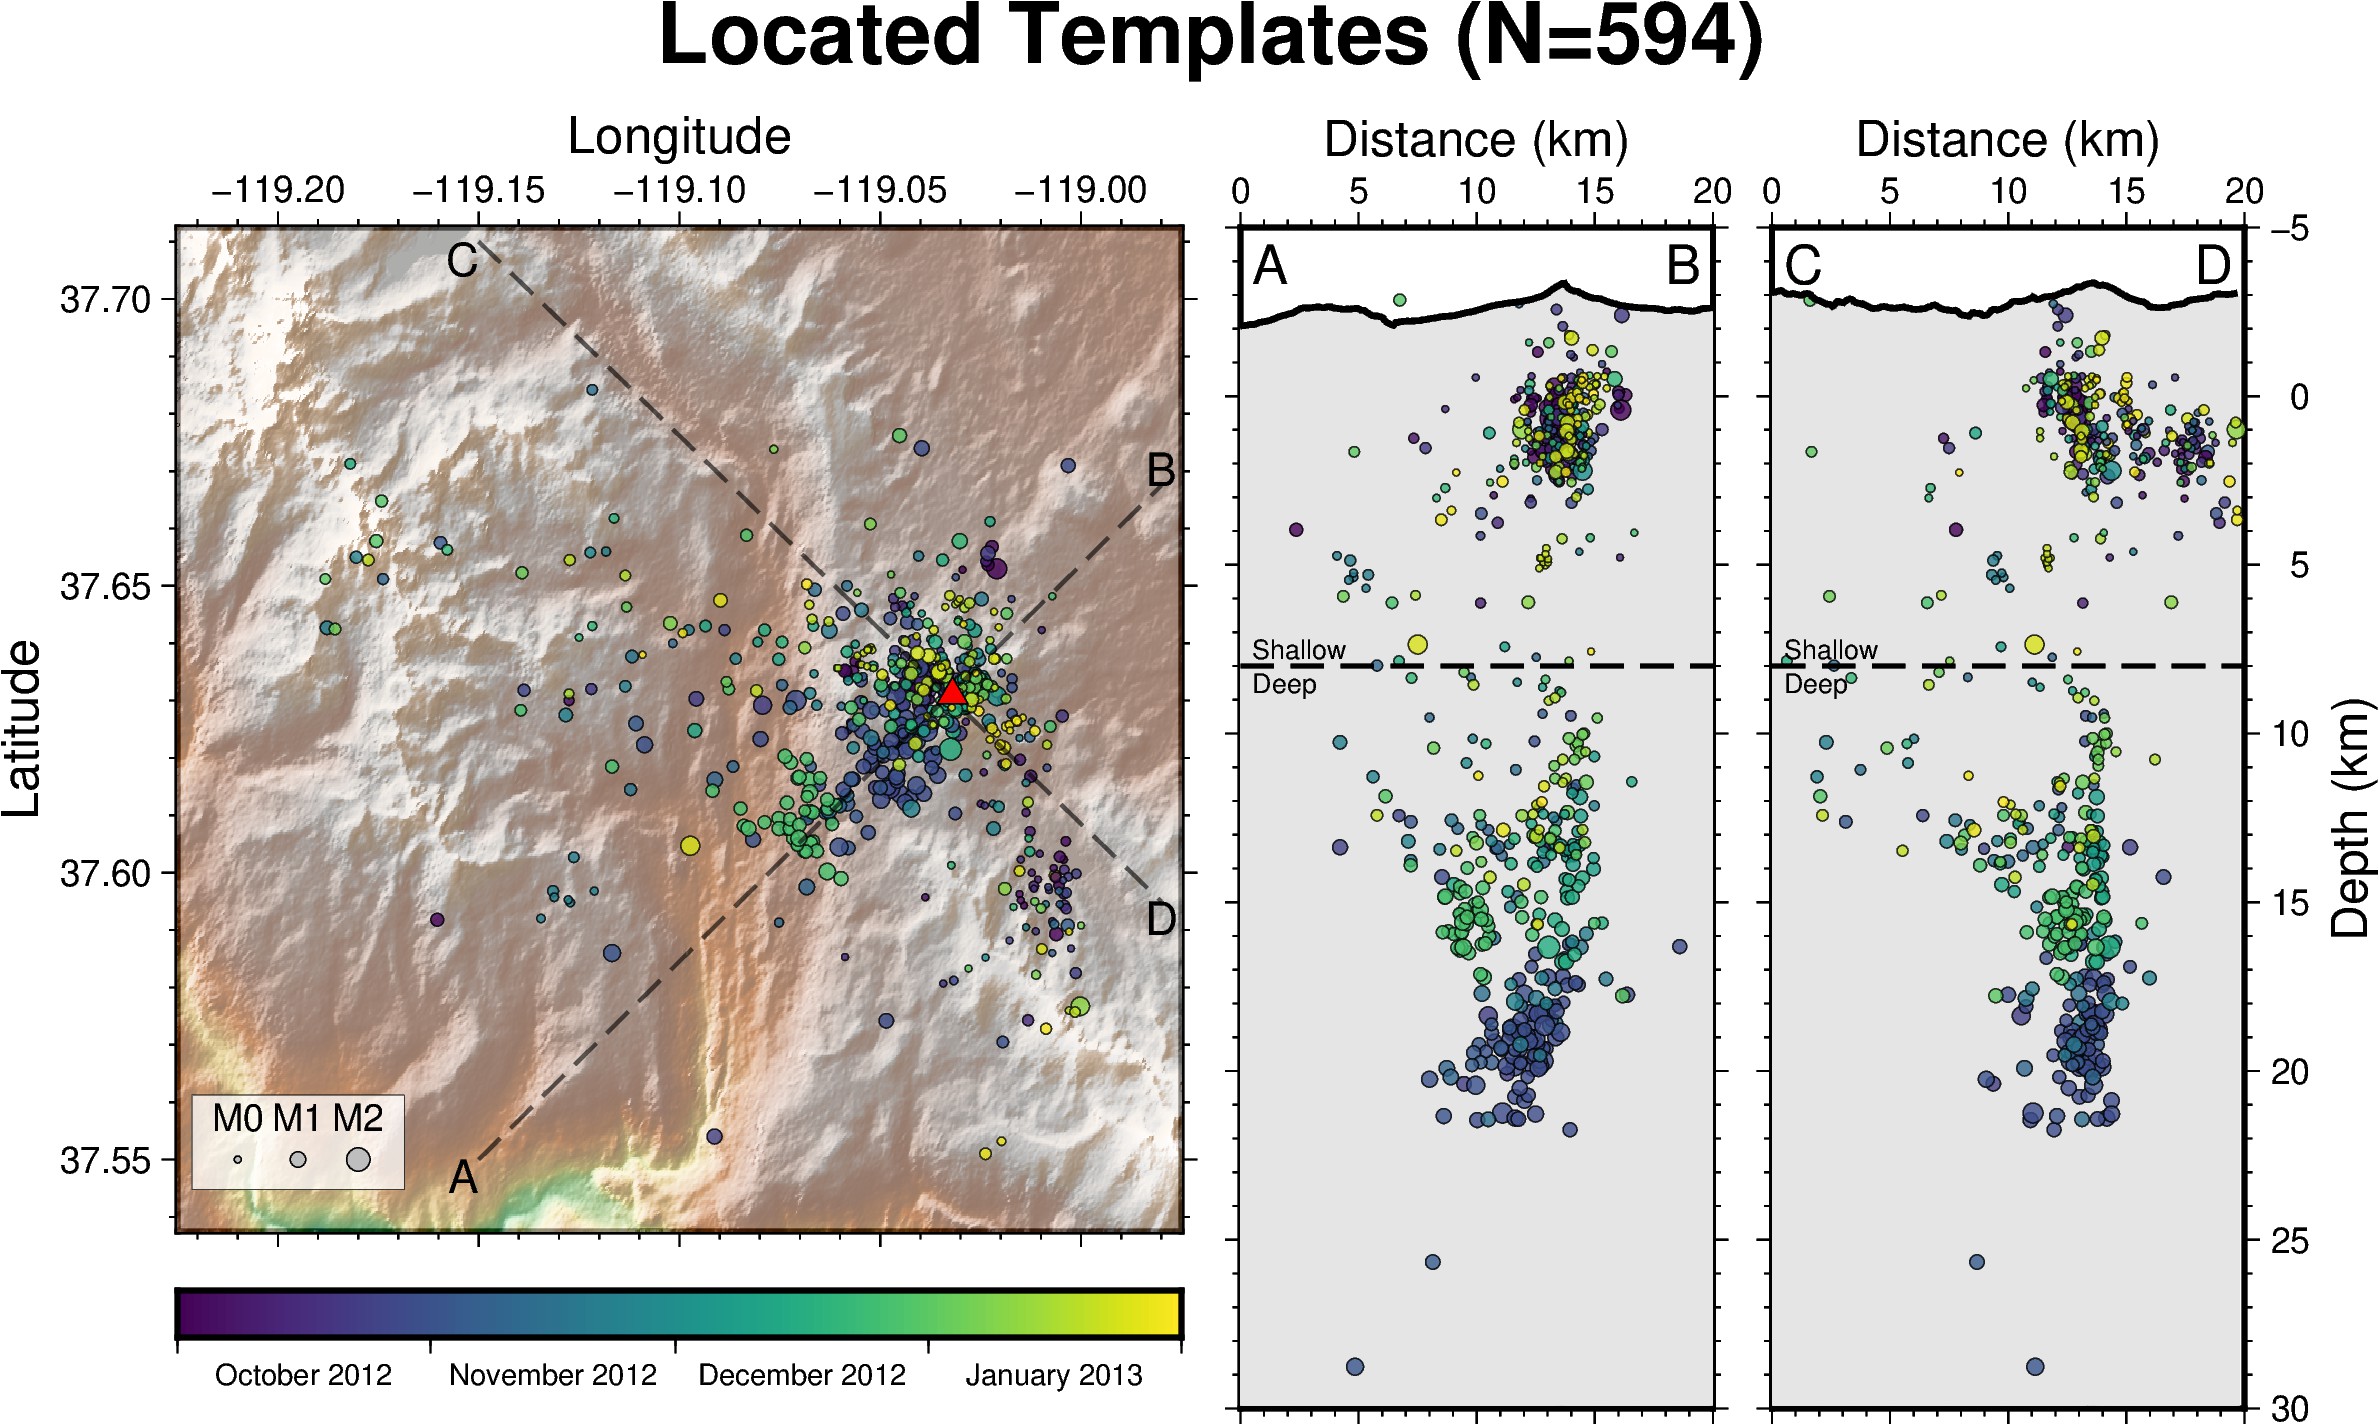 Located Templates (N=594)
Longitude
−119.20 −119.15 −119.10 −119.05 −119.00
Latitude
37.70
37.65
37.60
37.55
C
B
D
A
M0 M1 M2
October 2012 November 2012 December 2012 January 2013
Distance (km)
0 5 10 15 20
A B
Shallow
Deep
Distance (km)
0 5 10 15 20
C D
Shallow
Deep
−5
0
5
10
15
20
25
30
Depth (km)